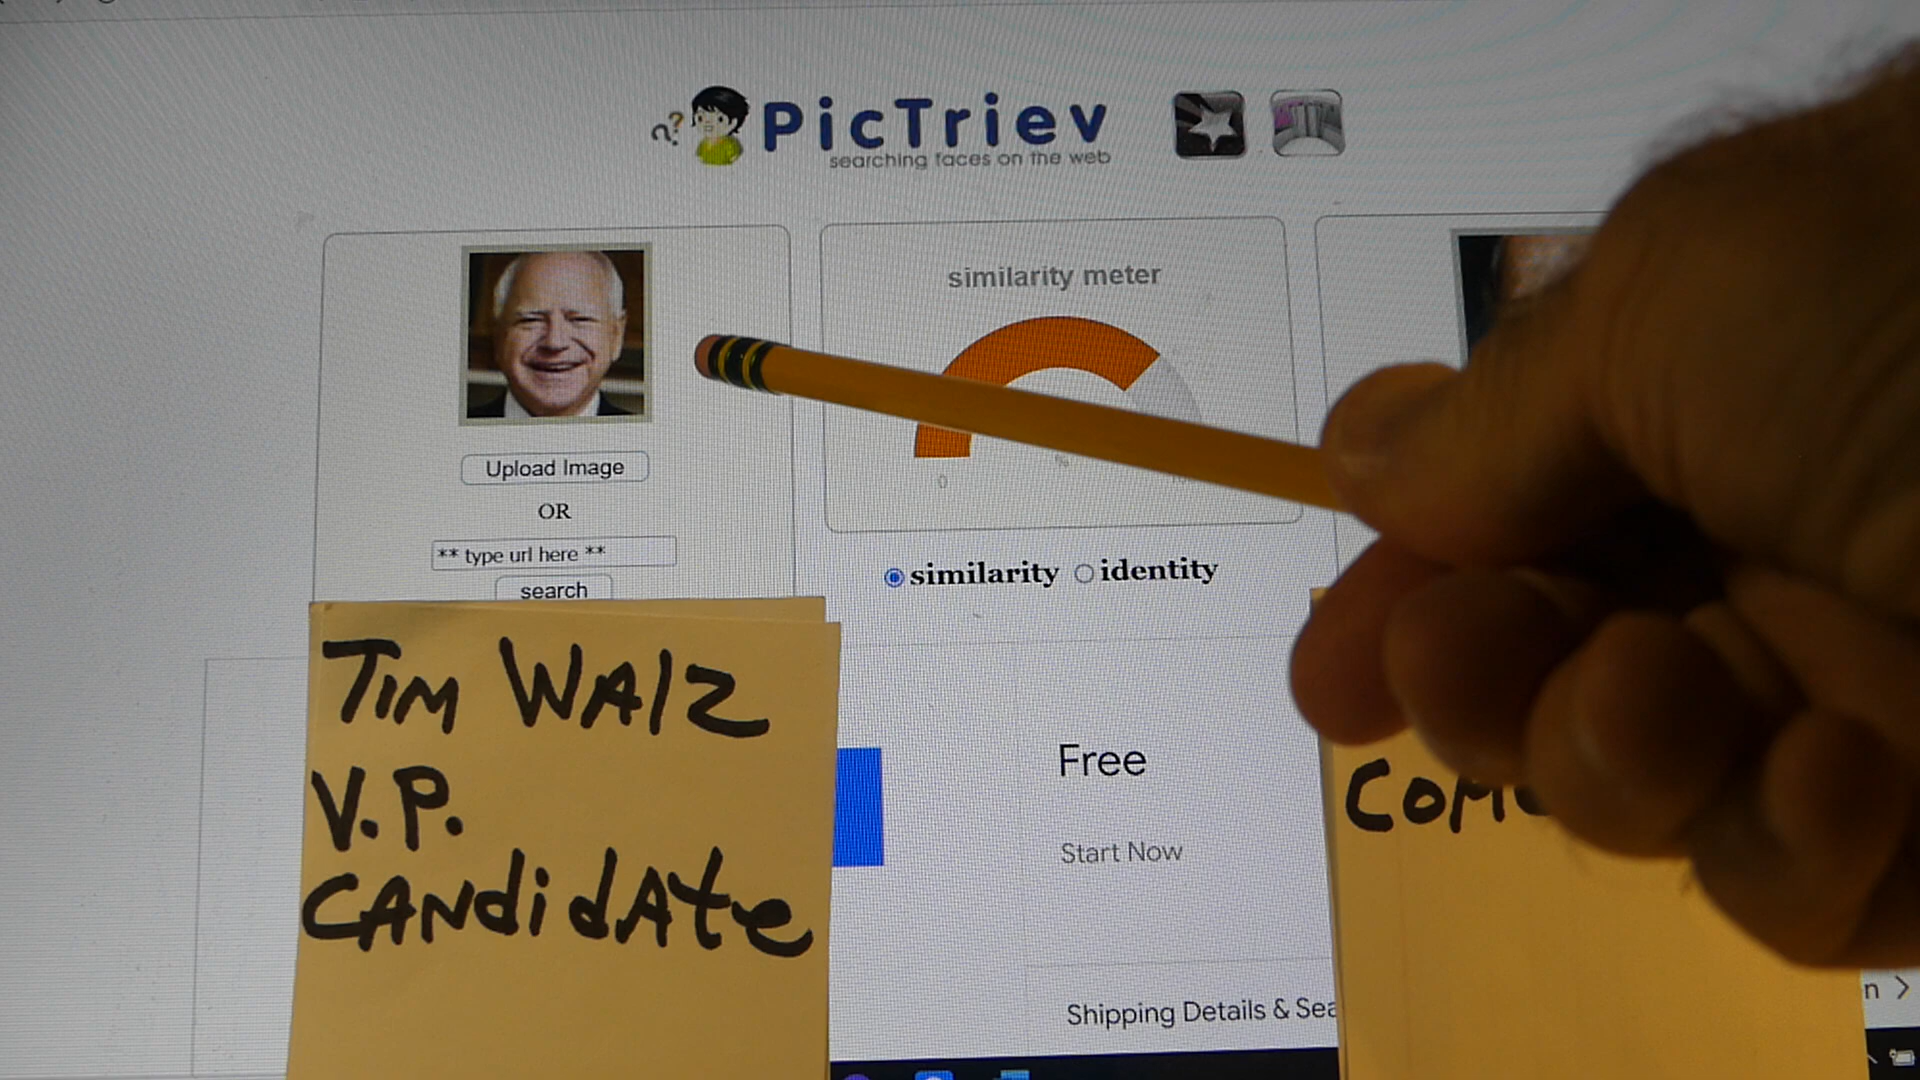 n?
PicTriev
searching faces on the web
similarity meter
0
%
Upload Image
OR
** type url here **
search
similarity identity
TIM WAlZ
V.P.
CANdidAte
Free
Start Now
Shipping Details & Sea
n >